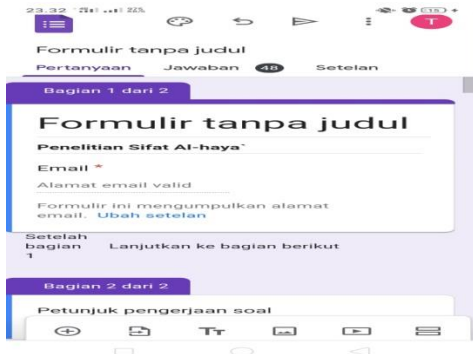 23.32
Formulir tanpa judul
Pertanyaan Jawaban 48 Setelan
Bagian 1 dari 2
Formulir tanpa judul
Penelitian Sifat Al-haya`
Email *
Alamat email valid
Formulir ini mengumpulkan alamat
email. Ubah setelan
Setelah
bagian Lanjutkan ke bagian berikut
1
Bagian 2 dari 2
Petunjuk pengerjaan soal